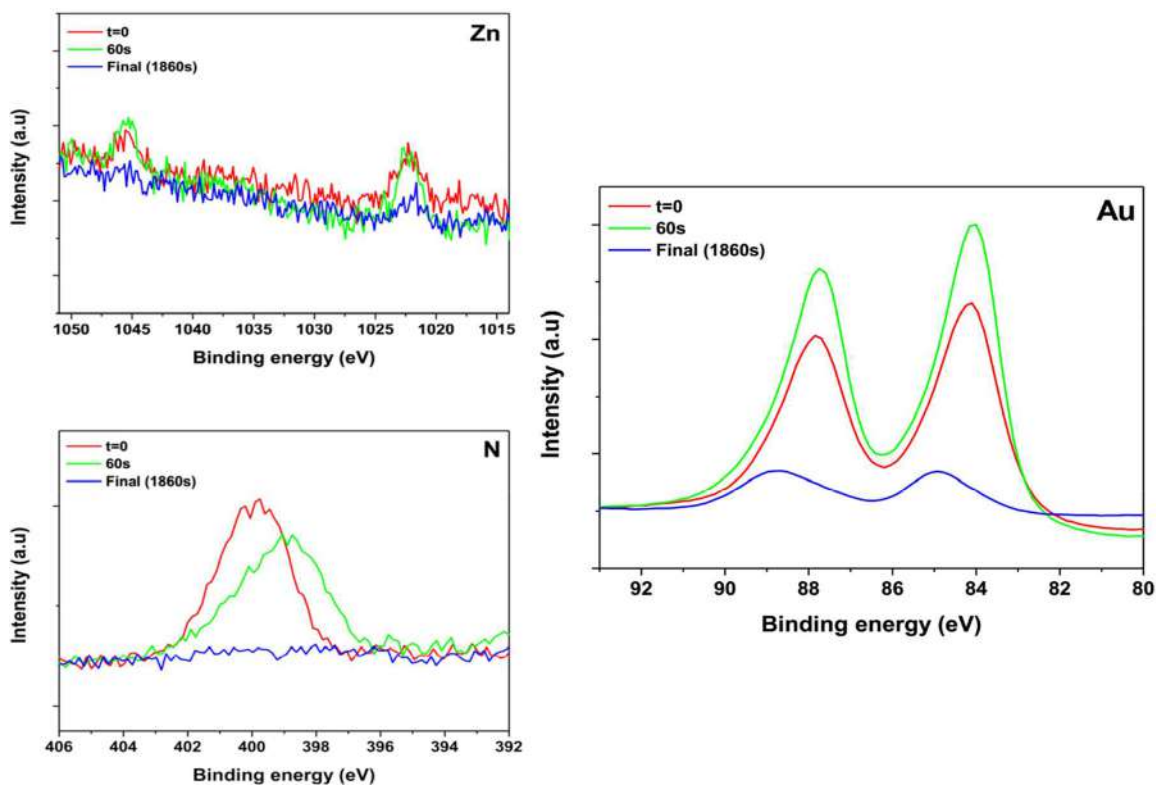 Zn
t=0
60s
Final (1860s)
Intensity (a.u)
1050 1045 1040 1035 1030 1025 1020 1015
Binding energy (eV)
N
t=0
60s
Final (1860s)
Intensity (a.u)
406 404 402 400 398 396 394 392
Binding energy (eV)
Au
t=0
60s
Final (1860s)
Intensity (a.u)
92 90 88 86 84 82 80
Binding energy (eV)